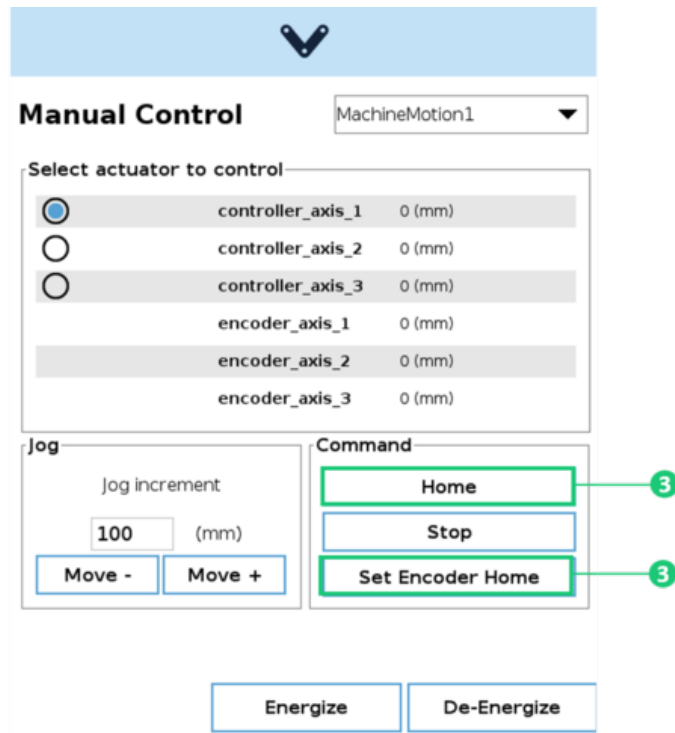 Manual Control
MachineMotion1
Select actuator to control
controller_axis_1 0 (mm)
controller_axis_2 0 (mm)
controller_axis_3 0 (mm)
encoder_axis_1 0 (mm)
encoder_axis_2 0 (mm)
encoder_axis_3 0 (mm)
Jog
Jog increment
100 (mm)
Move - Move +
Command
Home 3
Stop
Set Encoder Home 3
Energize De-Energize